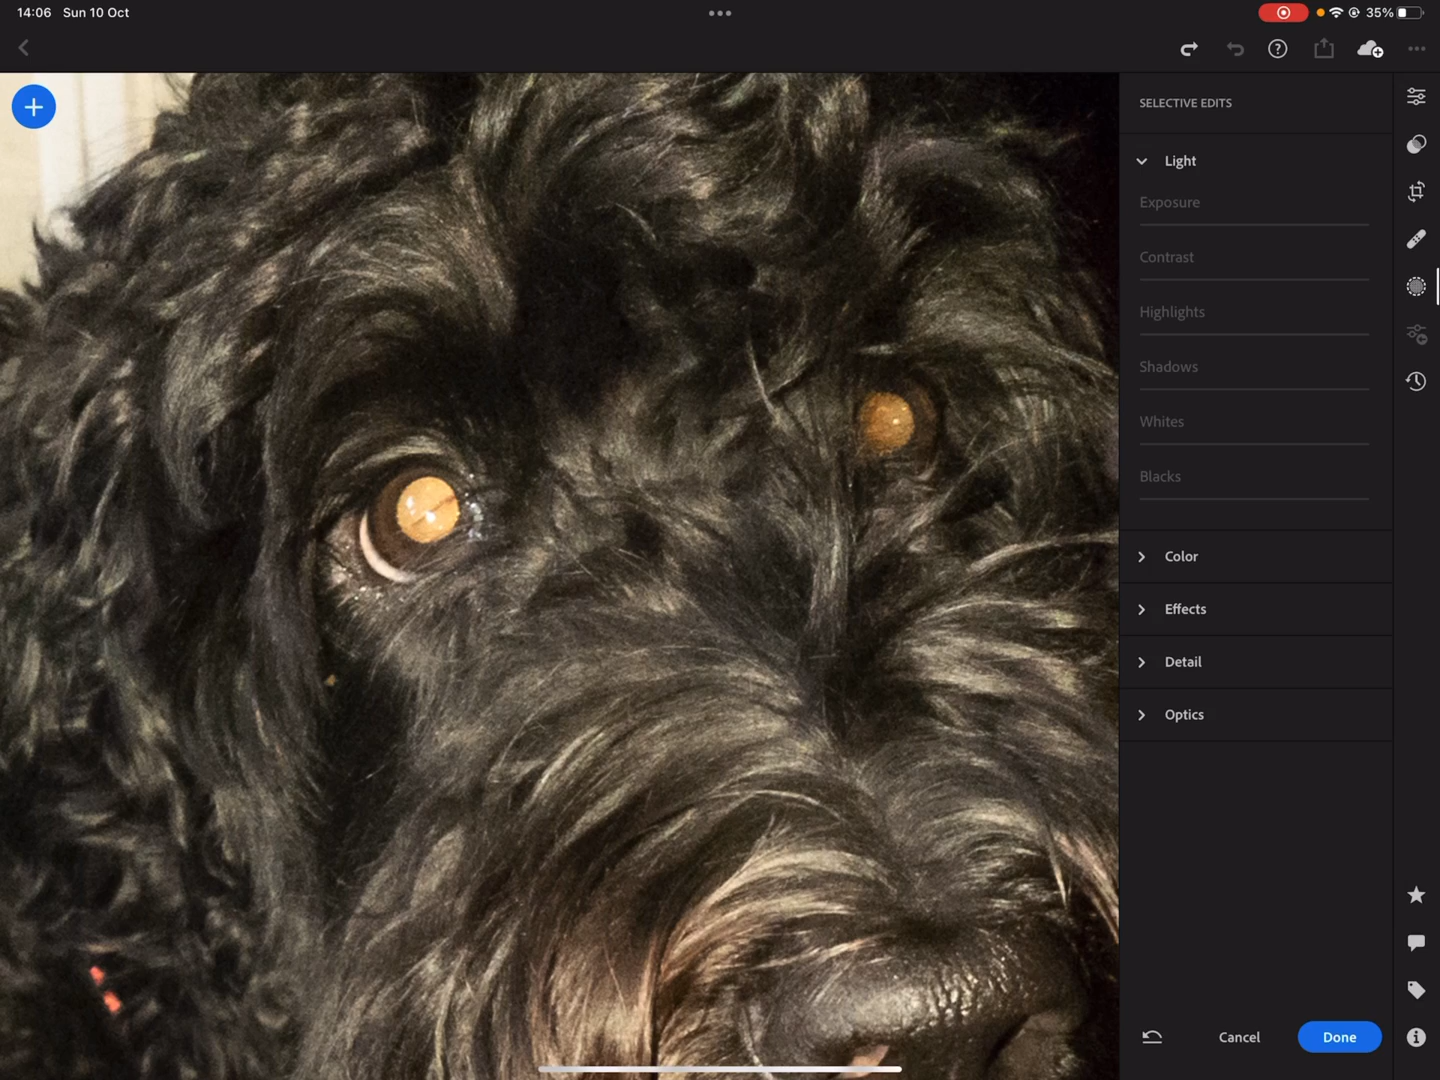 14:06 Sun 10 Oct
35%
SELECTIVE EDITS
Light
Exposure
Contrast
Highlights
Shadows
Whites
Blacks
Color
Effects
Detail
Optics
Cancel
Done